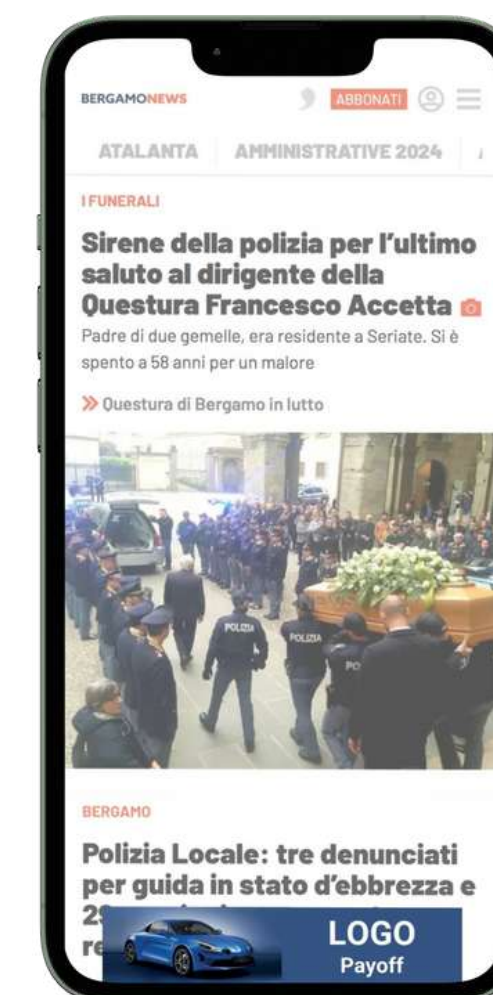 BERGAMONEWS
ABBONATI
ATALANTA AMMINISTRATIVE 2024
I FUNERALI
Sirene della polizia per l’ultimo
saluto al dirigente della
Questura Francesco Accetta
Padre di due gemelle, era residente a Seriate. Si è
spento a 58 anni per un malore
Questura di Bergamo in lutto
POLIZIA
POLIZIA
BERGAMO
Polizia Locale: tre denunciati
per guida in stato d’ebbrezza e
LOGO
Payoff